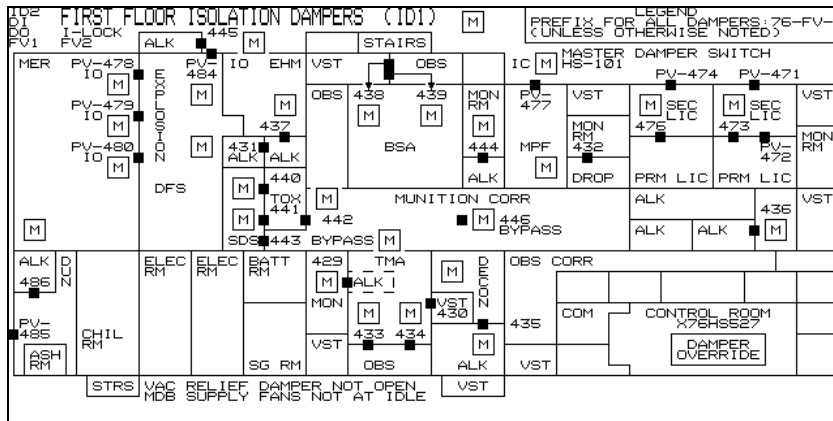 ID2
DI
DO I-LOCK
FV1 FV2
FIRST FLOOR ISOLATION DAMPERS (ID1)
M
LEGEND
PREFIX FOR ALL DAMPERS:76-FV-
(UNLESS OTHERWISE NOTED)
ALK
445
M
STAIRS
MER
PV-478
IO
PV-
484
IO
EHM
VST
OBS
IC
M
MASTER DAMPER SWITCH
HS-101
PV-474
PV-471
M
M
EXPLOSION
OBS
438
439
MON
RM
PV-
477
VST
M
SEC
LIC
M
SEC
LIC
VST
PV-479
IO
M
M
M
M
M
437
MON
RM
476
473
MON
RM
PV-480
IO
M
M
431
ALK
ALK
BSA
444
MPF
432
PV-
472
M
DFS
440
TOX
ALK
M
DROP
PRM LIC
PRM LIC
M
441
442
MUNITION CORR
M
446
BYPASS
ALK
436
VST
M
M
SDS
443
BYPASS
M
ALK
ALK
M
ALK
486
DUN
ELEC
RM
ELEC
RM
BATT
RM
429
TMA
M
DECON
OBS CORR
M
ALK
PV-
485
MON
M
M
VST
430
435
COM
CONTROL ROOM
X76HS527
CHIL
RM
VST
433
434
M
DAMPER
OVERRIDE
ASH
RM
SG RM
OBS
ALK
VST
STRS
VAC RELIEF DAMPER NOT OPEN
MDB SUPPLY FANS NOT AT IDLE
VST